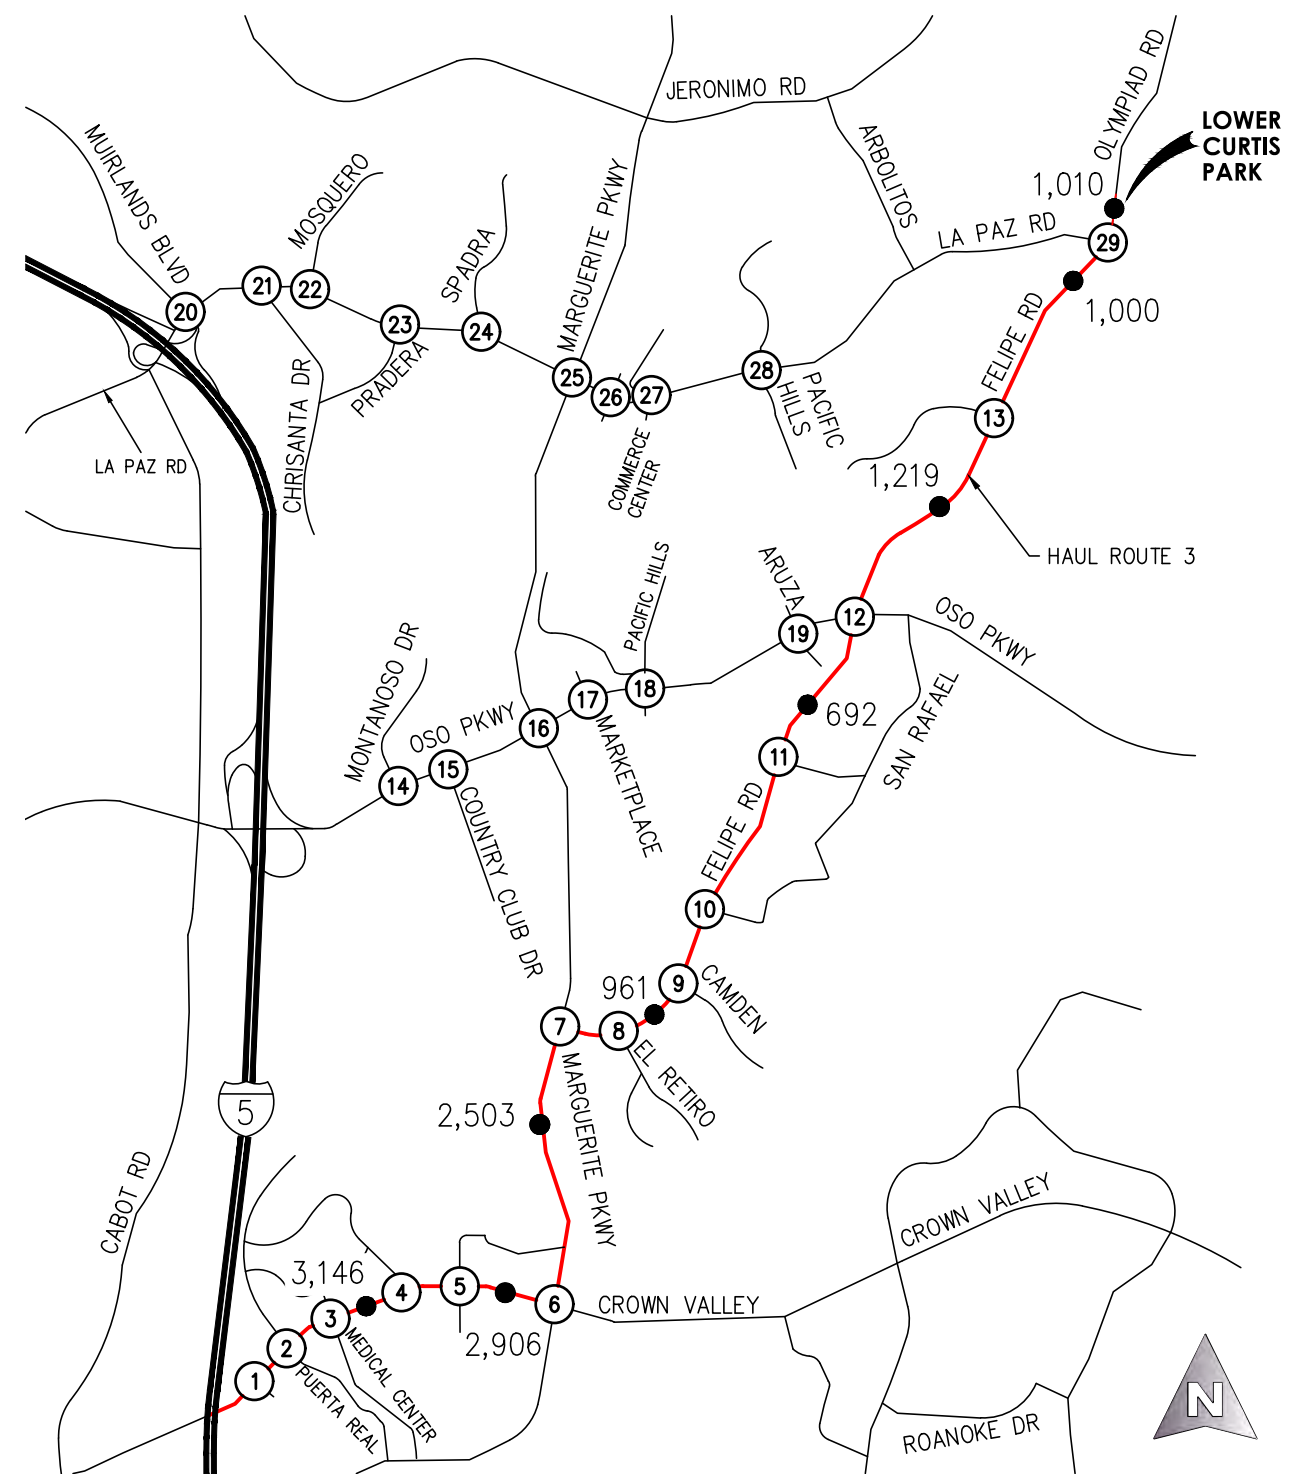 JERONIMO RD
OLYMPIAD RD
LOWER
CURTIS
PARK
MUIRLANDS BLVD
MOSQUERO
ARBOLITOS
MARGUERITE PKWY
1,010
SPADRA
LA PAZ RD
29
20
21
22
23
24
1,000
FELIPE RD
PRADERA
25
26
27
28
PACIFIC
HILLS
13
LA PAZ RD
CHRISANTA DR
COMMERCE
CENTER
1,219
HAUL ROUTE 3
PACIFIC HILLS
ARUZA
19
12
OSO PKWY
MONTANOSO DR
18
17
16
OSO PKWY
692
SAN RAFAEL
14
15
MARKETPLACE
11
COUNTRY CLUB DR
FELIPE RD
10
961
9
CAMDEN
7
8
EL RETIRO
5
2,503
MARGUERITE PKWY
CABOT RD
CROWN VALLEY
3,146
4
5
6
CROWN VALLEY
3
2,906
2
MEDICAL CENTER
1
PUERTA REAL
ROANOKE DR
N